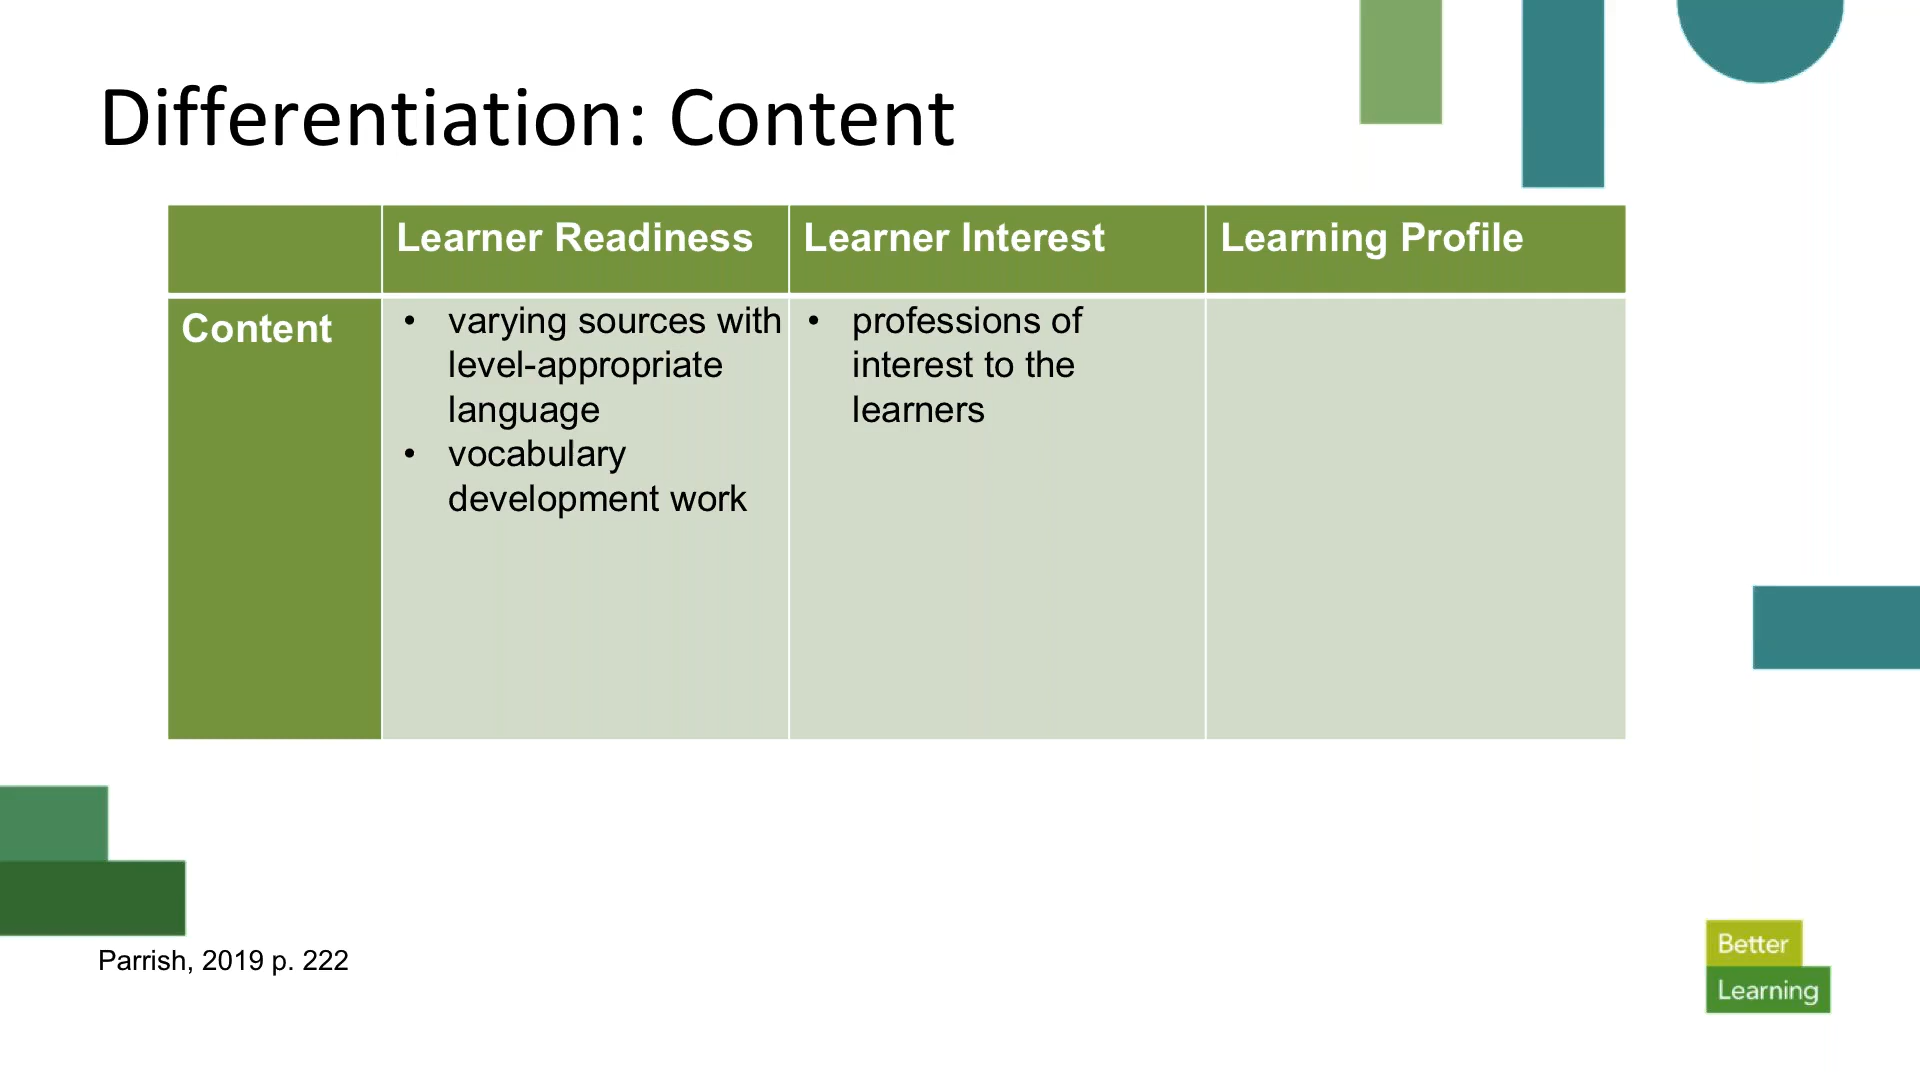 Differentiation: Content
Learner Readiness
Learner Interest
Learning Profile
Content
• varying sources with
level-appropriate
language
• vocabulary
development work
• professions of
interest to the
learners
Parrish, 2019 p. 222
Better
Learning